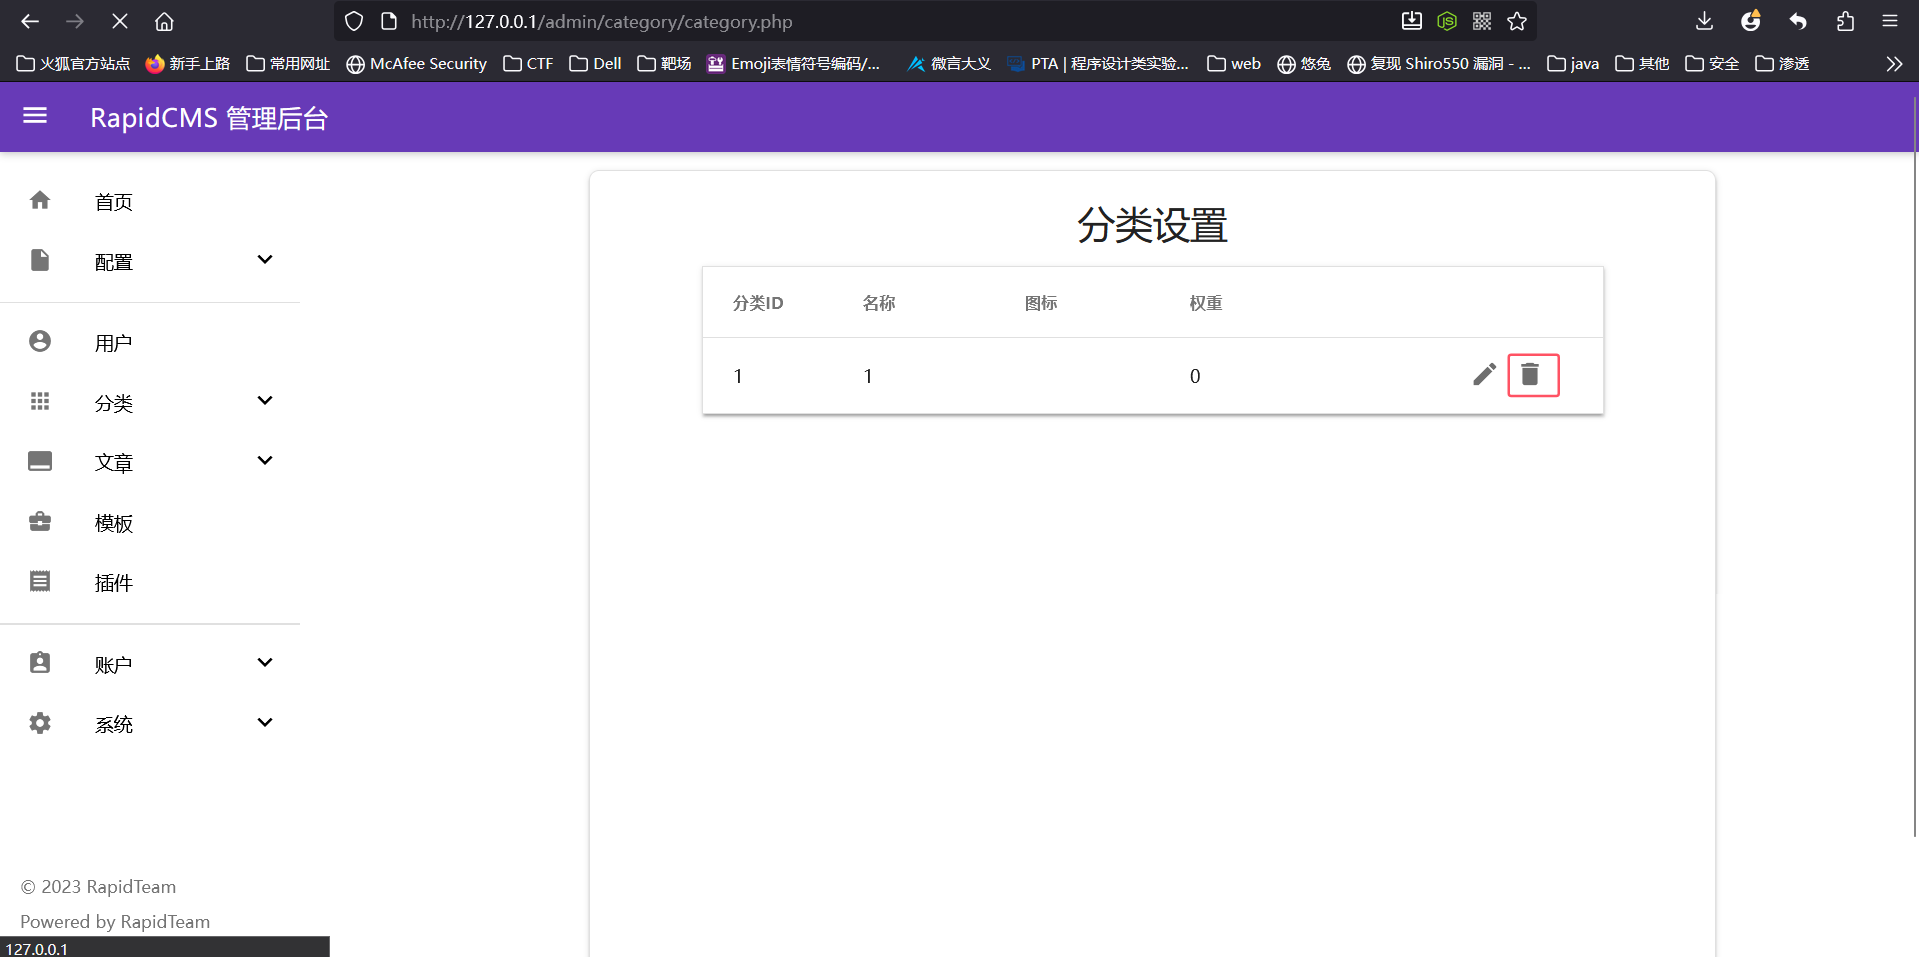 http://127.0.0.1/admin/category/category.php
火狐官方站点 新手上路 常用网址 McAfee Security CTF Dell 靶场 Emoji表情符号编码/... 微言大义 PTA | 程序设计类实验... web 悠兔 复现 Shiro550 漏洞 - ... java 其他 安全 渗透
RapidCMS 管理后台
首页
配置
用户
分类
文章
模板
插件
账户
系统
© 2023 RapidTeam
Powered by RapidTeam
127.0.0.1
分类设置
分类ID 名称 图标 权重
1 1 0